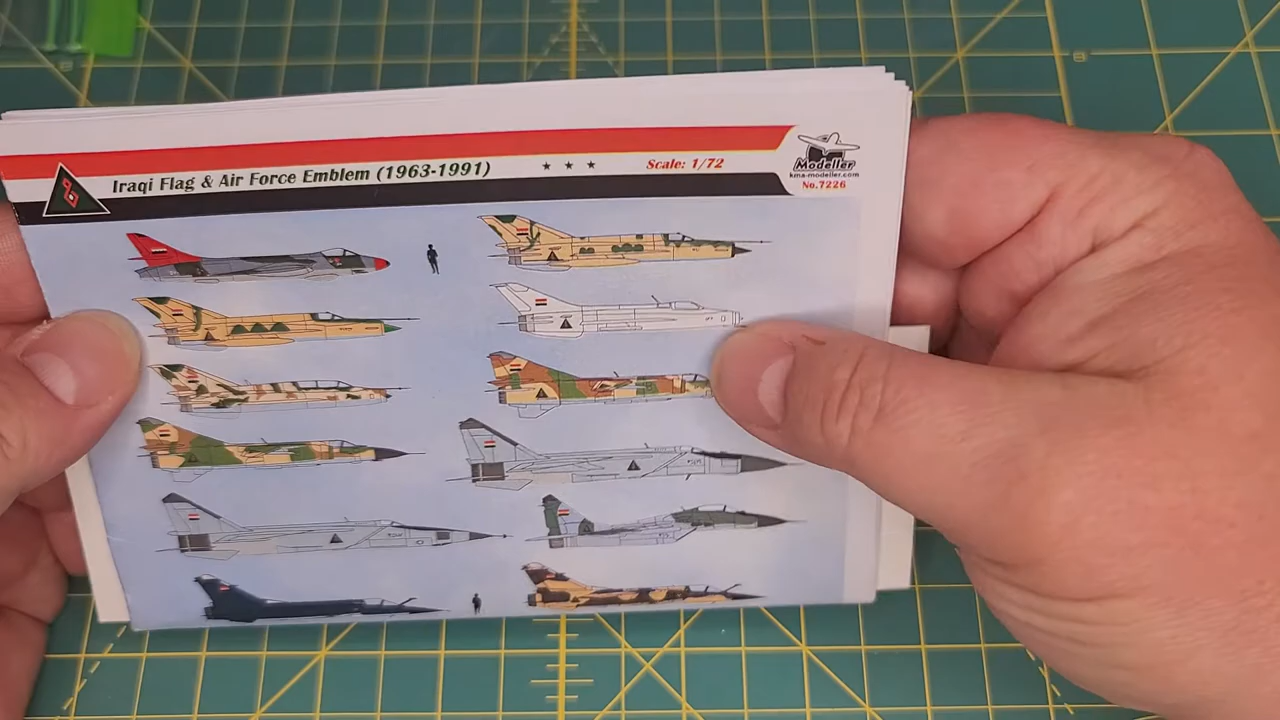 Iraqi Flag & Air Force Emblem (1963-1991)
★ ★ ★
Scale: 1/72
Modeller
kma-modeller.com
No.7226